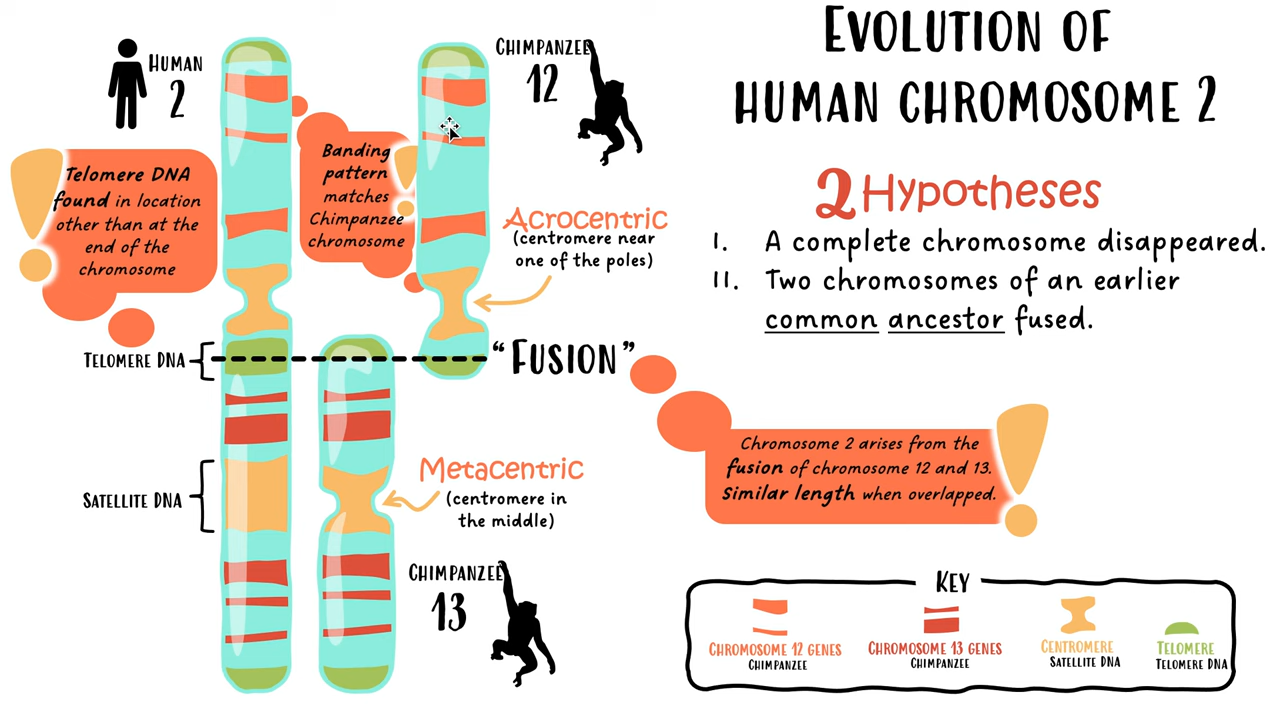 EVOLUTION OF
HUMAN CHROMOSOME 2
2 Hypotheses
I. A complete chromosome disappeared.
II. Two chromosomes of an earlier
common ancestor fused.
HUMAN
2
CHIMPANZEE
12
Telomere DNA
found in location
other than at the
end of the
chromosome
Banding
pattern
matches
Chimpanzee
chromosome
Acrocentric
(centromere near
one of the poles)
TELOMERE DNA
"FUSION"
Metacentric
(centromere in
the middle)
SATELLITE DNA
CHIMPANZEE
13
Chromosome 2 arises from the
fusion of chromosome 12 and 13.
Similar length when overlapped.
KEY
CHROMOSOME 12 GENES
CHIMPANZEE
CHROMOSOME 13 GENES
CHIMPANZEE
CENTROMERE
SATELLITE DNA
TELOMERE
TELOMERE DNA